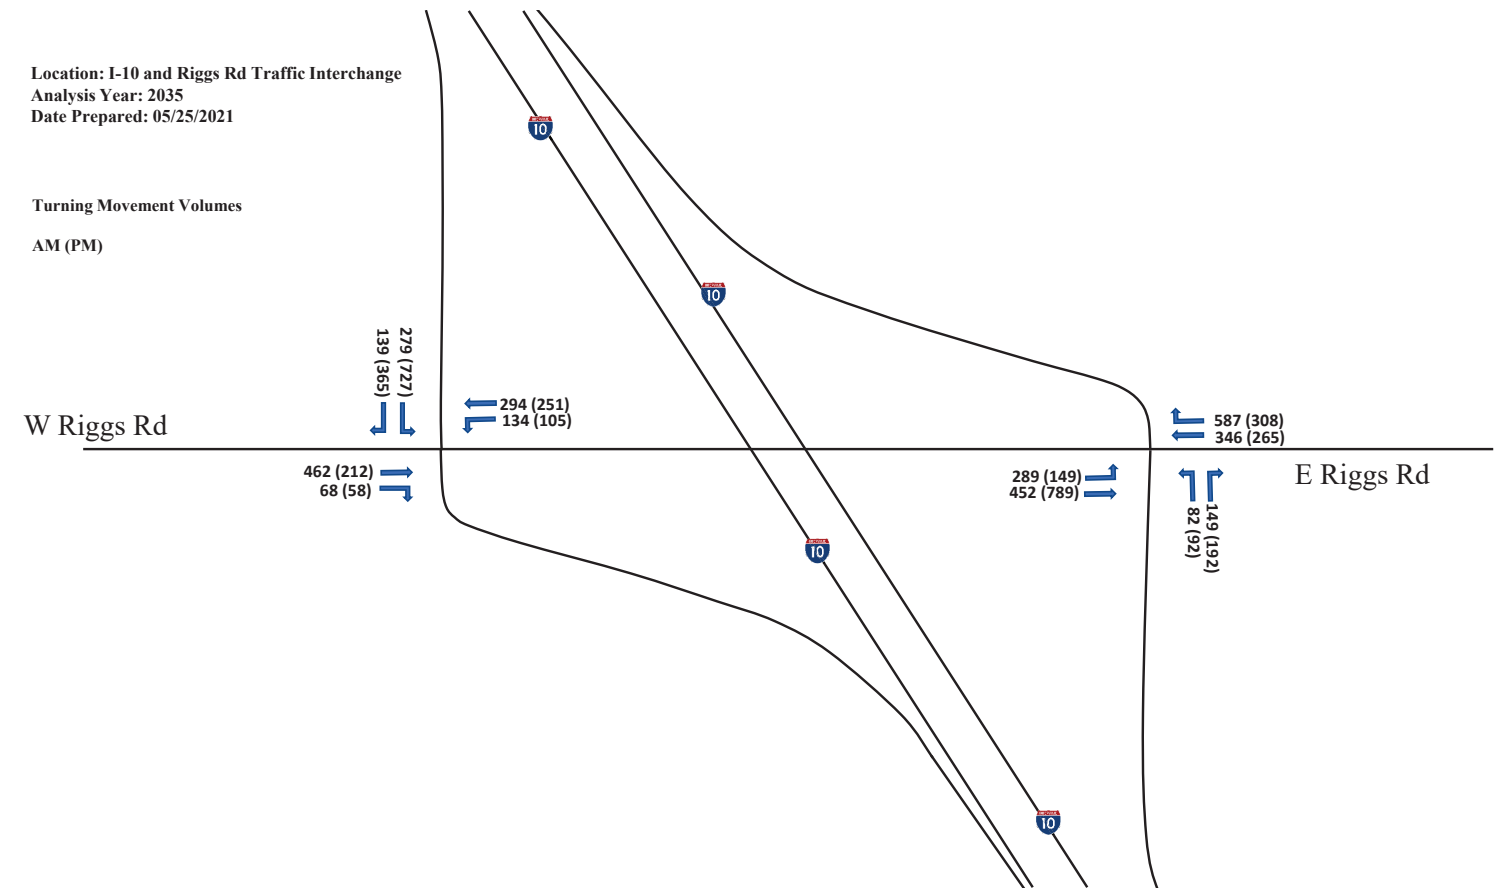 Location: I-10 and Riggs Rd Traffic Interchange
Analysis Year: 2035
Date Prepared: 05/25/2021
10
Turning Movement Volumes
AM (PM)
10
139 (365)
279 (727)
294 (251)
134 (105)
W Riggs Rd
587 (308)
346 (265)
462 (212)
68 (58)
289 (149)
452 (789)
E Riggs Rd
82 (92)
149 (192)
10
10